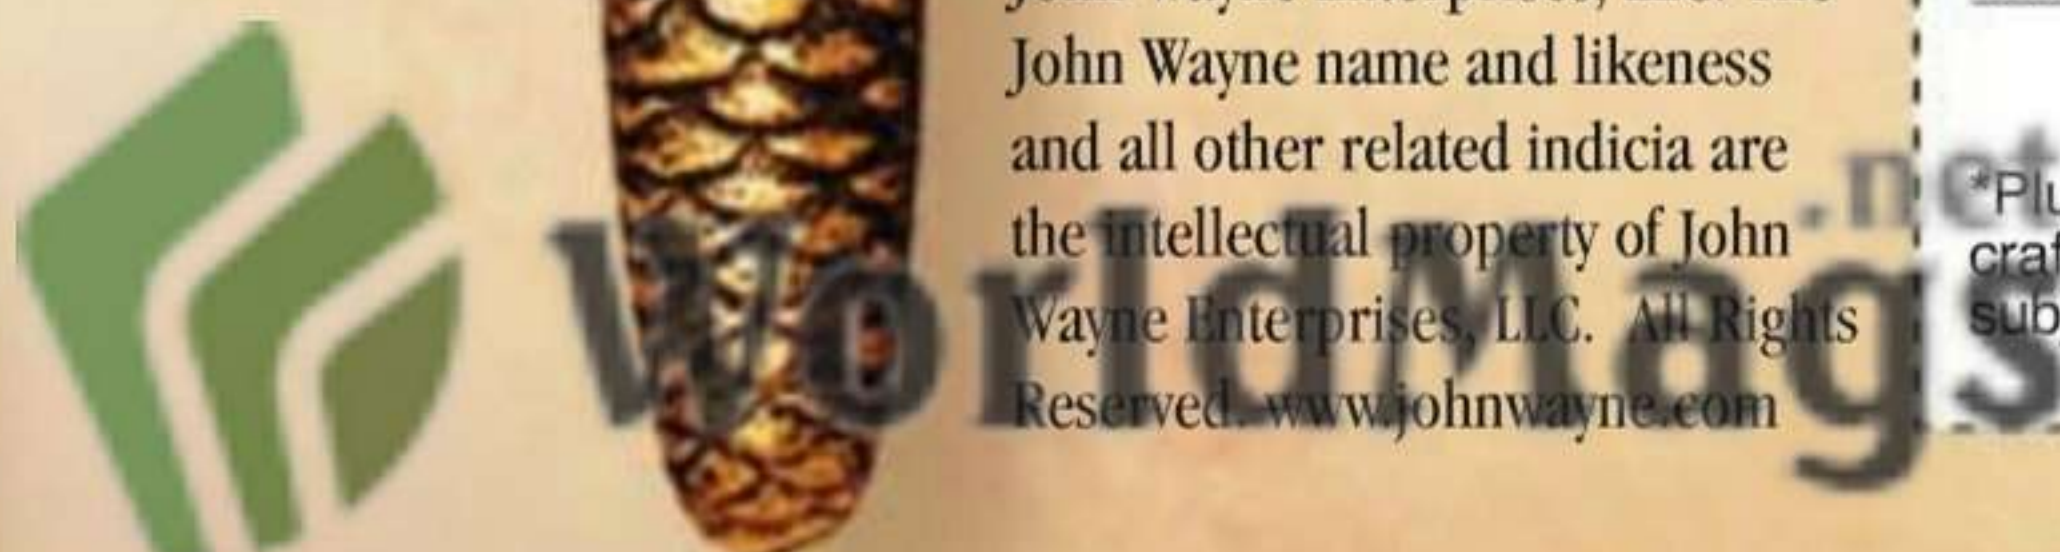 John Wayne name and likeness
and all other related indicia are
the intellectual property of John
Wayne Enterprises, LLC.  All Rights
Reserved. www.johnwayne.com
WorldMags.net
*Plu
craf
sub